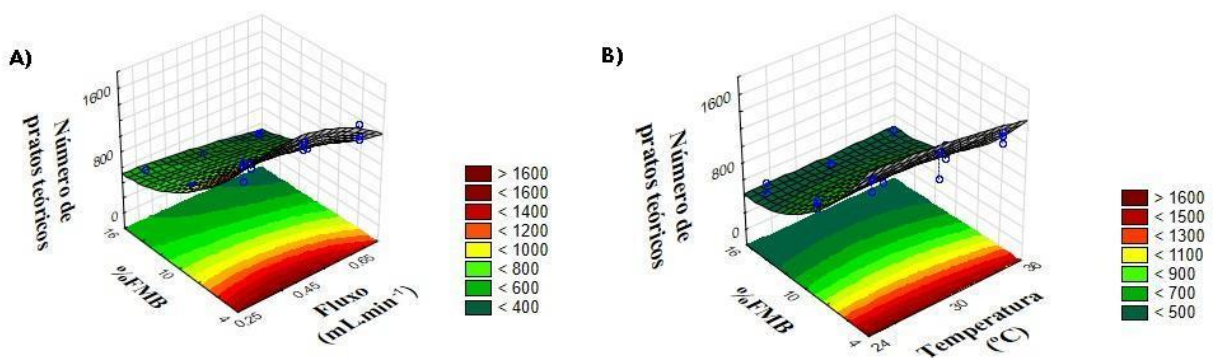 A)
Número de
pratos teóricos
1600
800
0
16
10
4
%FMB
0.25
0.45
0.65
Fluxo
(mL.min-1)
> 1600
< 1600
< 1400
< 1200
< 1000
< 800
< 600
< 400
B)
Número de
pratos teóricos
1600
800
0
16
10
4
%FMB
24
30
36
Temperatura
(ºC)
> 1600
< 1500
< 1300
< 1100
< 900
< 700
< 500